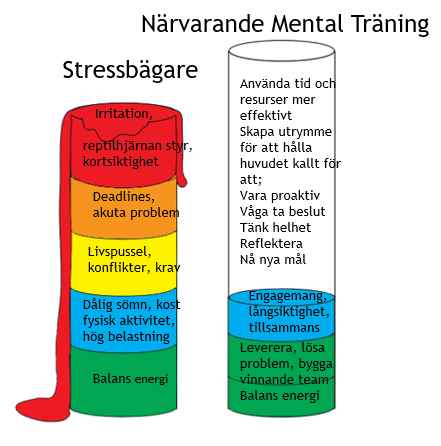 Närvarande Mental Träning
Stressbägare
Irritation,
reptilhjärnan styr,
kortsiktighet
Deadlines,
akuta problem
Livspussel,
konflikter, krav
Dålig sömn, kost
fysisk aktivitet,
hög belastning
Balans energi
Använda tid och
resurser mer
effektivt
Skapa utrymme
för att hålla
huvudet kallt för
att;
Vara proaktiv
Våga ta beslut
Tänk helhet
Reflektera
Nå nya mål
Engagemang,
långsiktighet,
tillsammans
Leverera, lösa
problem, bygga
vinnande team
Balans energi